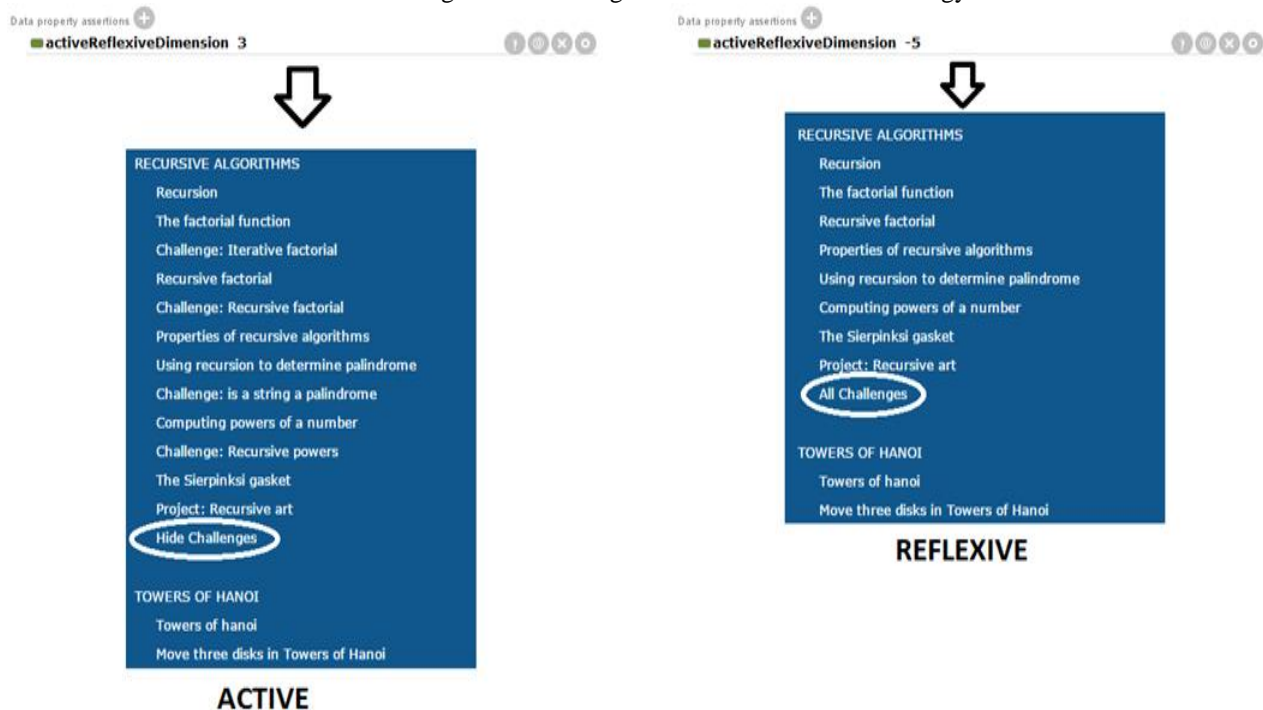 Data property assertions
activeReflexiveDimension 3
RECURSIVE ALGORITHMS
Recursion
The factorial function
Challenge: Iterative factorial
Recursive factorial
Challenge: Recursive factorial
Properties of recursive algorithms
Using recursion to determine palindrome
Challenge: is a string a palindrome
Computing powers of a number
Challenge: Recursive powers
The Sierpinksi gasket
Project: Recursive art
Hide Challenges
TOWERS OF HANOI
Towers of hanoi
Move three disks in Towers of Hanoi
ACTIVE
Data property assertions
activeReflexiveDimension -5
RECURSIVE ALGORITHMS
Recursion
The factorial function
Recursive factorial
Properties of recursive algorithms
Using recursion to determine palindrome
Computing powers of a number
The Sierpinksi gasket
Project: Recursive art
All Challenges
TOWERS OF HANOI
Towers of hanoi
Move three disks in Towers of Hanoi
REFLEXIVE